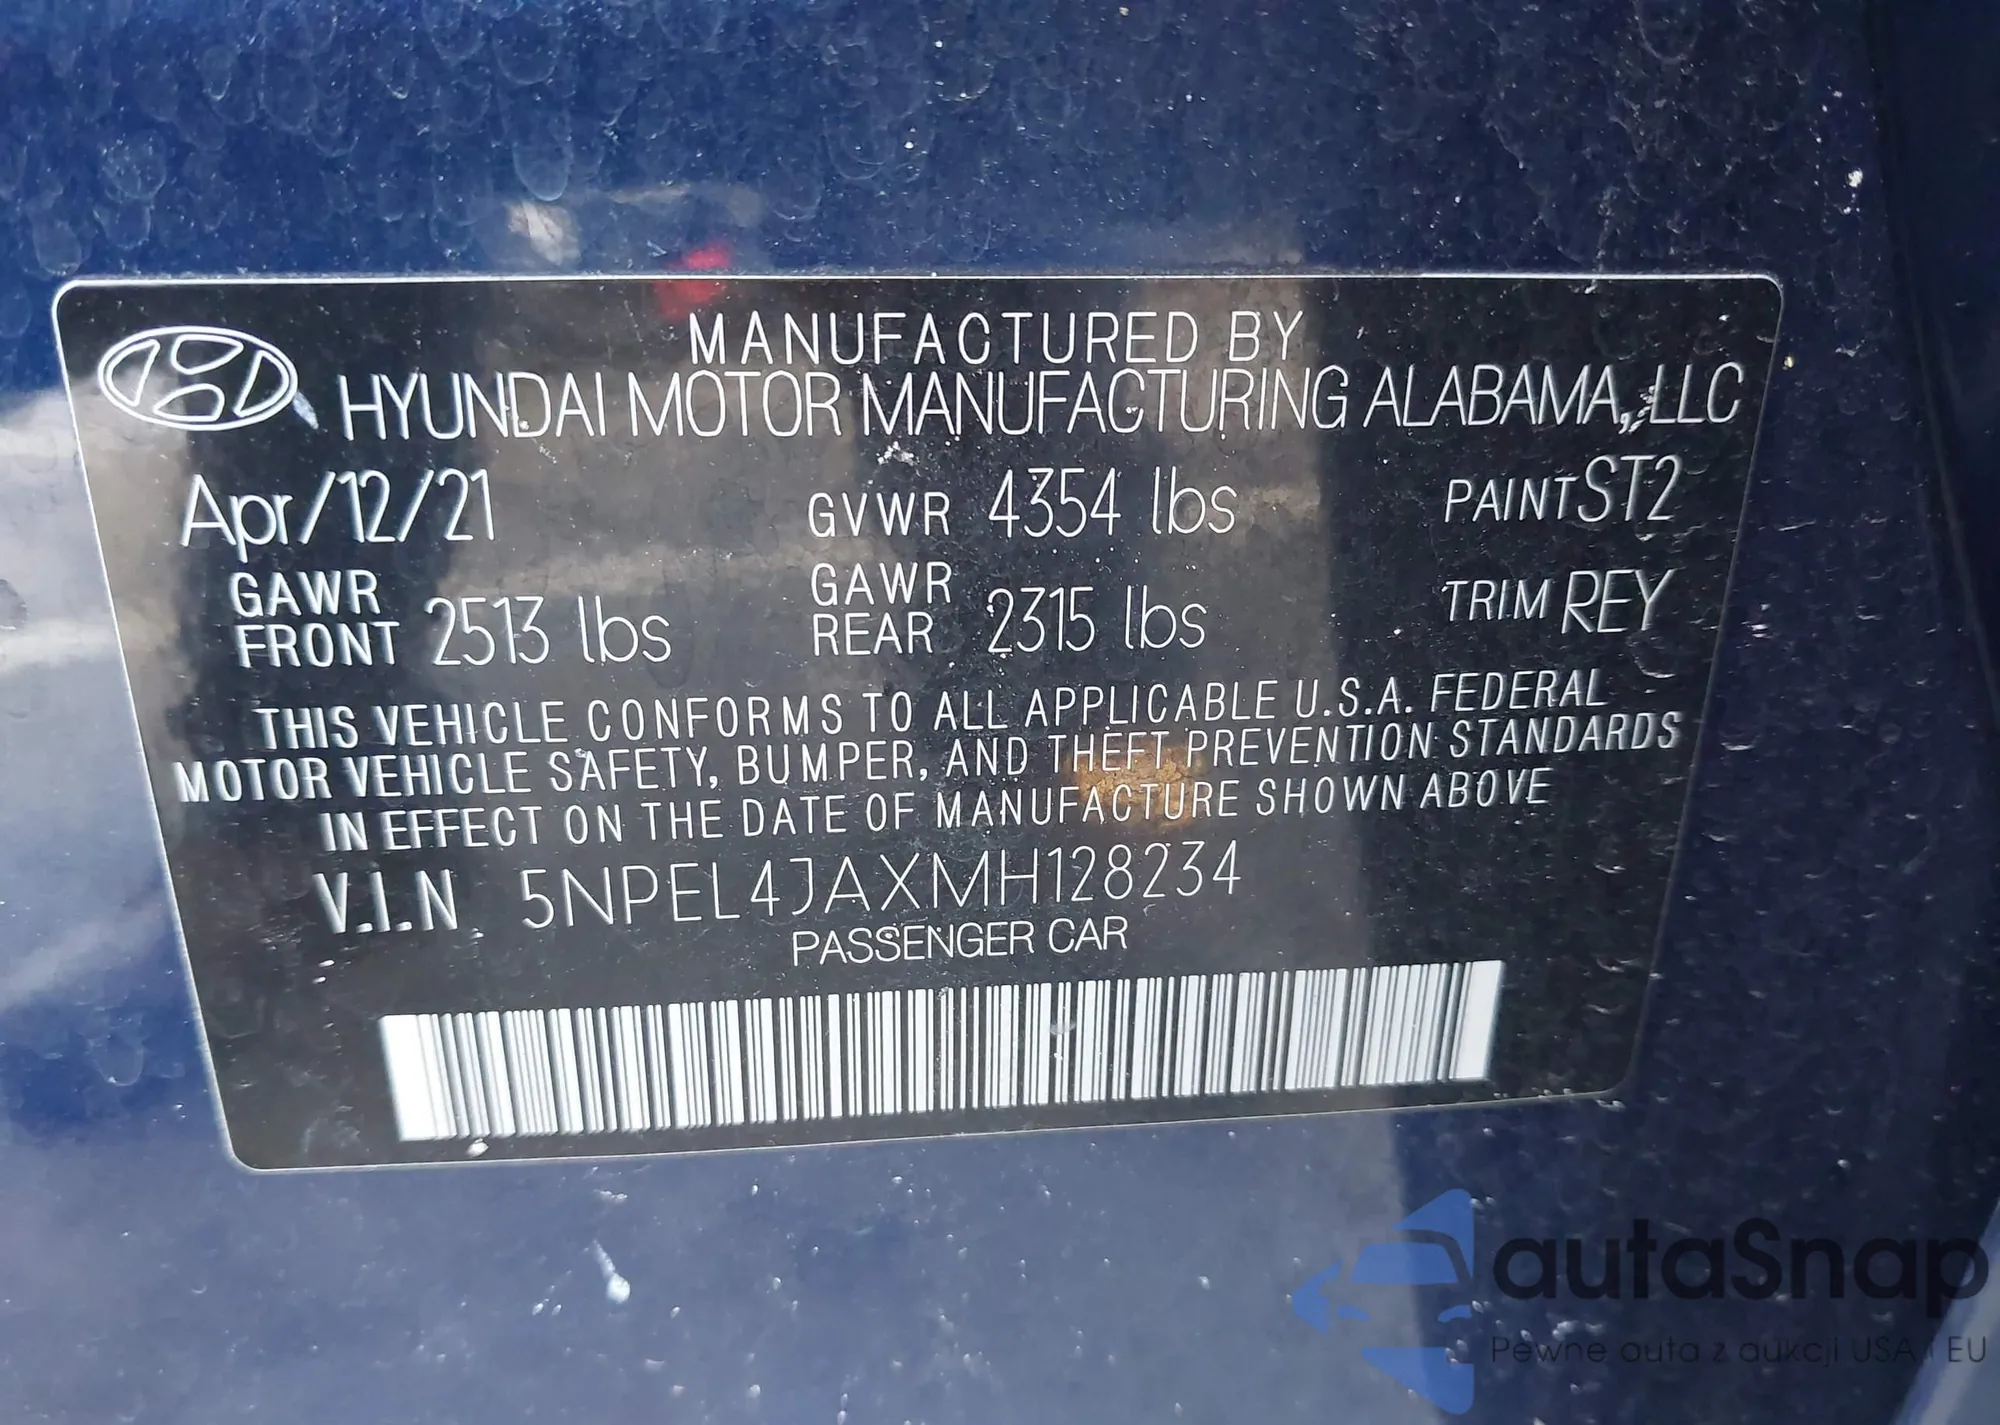 MANUFACTURED BY
HYUNDAI MOTOR MANUFACTURING ALABAMA, LLC
Apr/12/21 GVWR 4354 lbs PAINT ST2
GAWR FRONT 2513 lbs GAWR REAR 2315 lbs TRIM REY
THIS VEHICLE CONFORMS TO ALL APPLICABLE U.S.A. FEDERAL
MOTOR VEHICLE SAFETY, BUMPER, AND THEFT PREVENTION STANDARDS
IN EFFECT ON THE DATE OF MANUFACTURE SHOWN ABOVE
V.I.N 5NPEL4JAXMH128234
PASSENGER CAR
autaSnap
Pewne auta z aukcji USA i EU